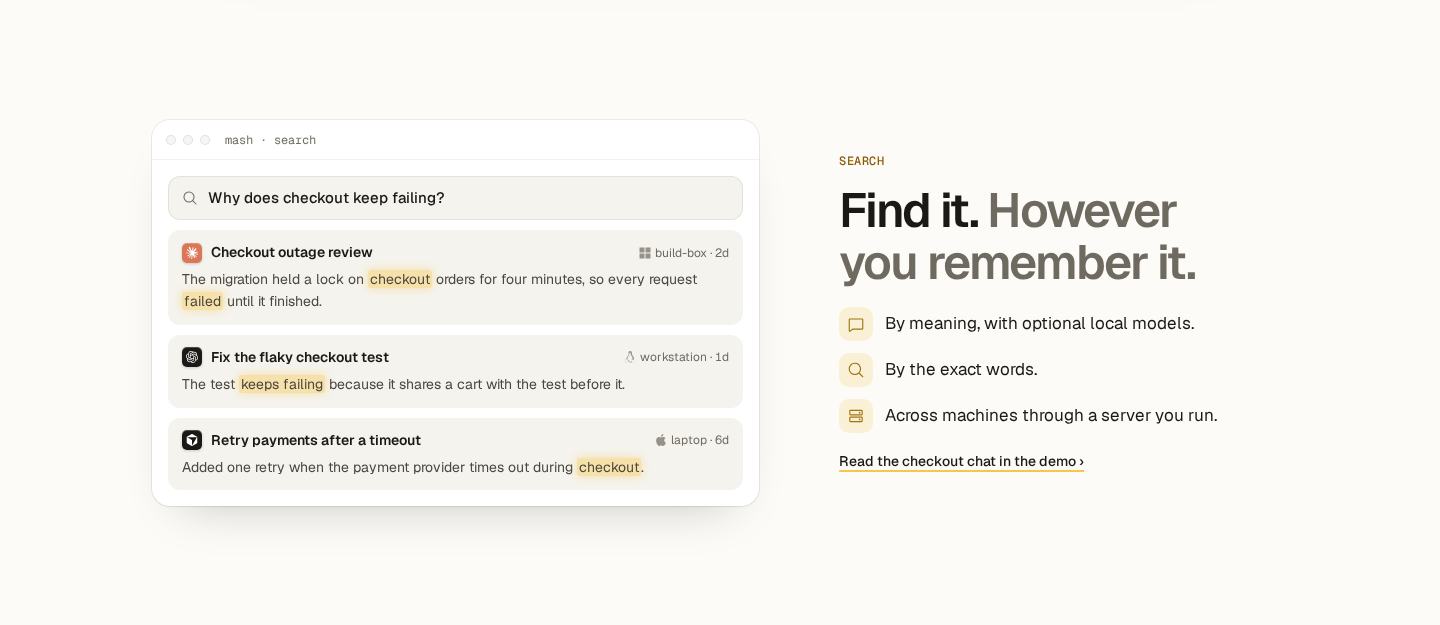 mash · search
Why does checkout keep failing?
Checkout outage review
build-box · 2d
The migration held a lock on checkout orders for four minutes, so every request
failed until it finished.
Fix the flaky checkout test
workstation · 1d
The test keeps failing because it shares a cart with the test before it.
Retry payments after a timeout
laptop · 6d
Added one retry when the payment provider times out during checkout.
SEARCH
Find it. However
you remember it.
By meaning, with optional local models.
By the exact words.
Across machines through a server you run.
Read the checkout chat in the demo ›